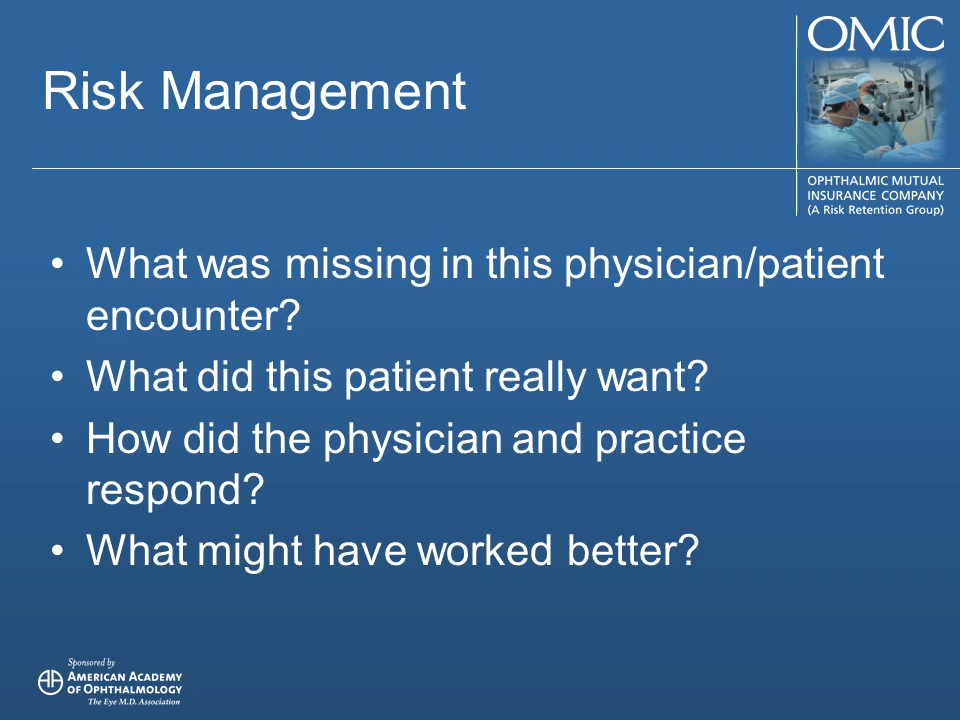 OMIC
Risk Management
OPHTHALMIC MUTUAL
INSURANCE COMPANY
(A Risk Retention Group)
• What was missing in this physician/patient
encounter?
• What did this patient really want?
• How did the physician and practice
respond?
• What might have worked better?
Sponsored by
AMERICAN ACADEMY
OF OPHTHALMOLOGY
The Eye M.D. Association